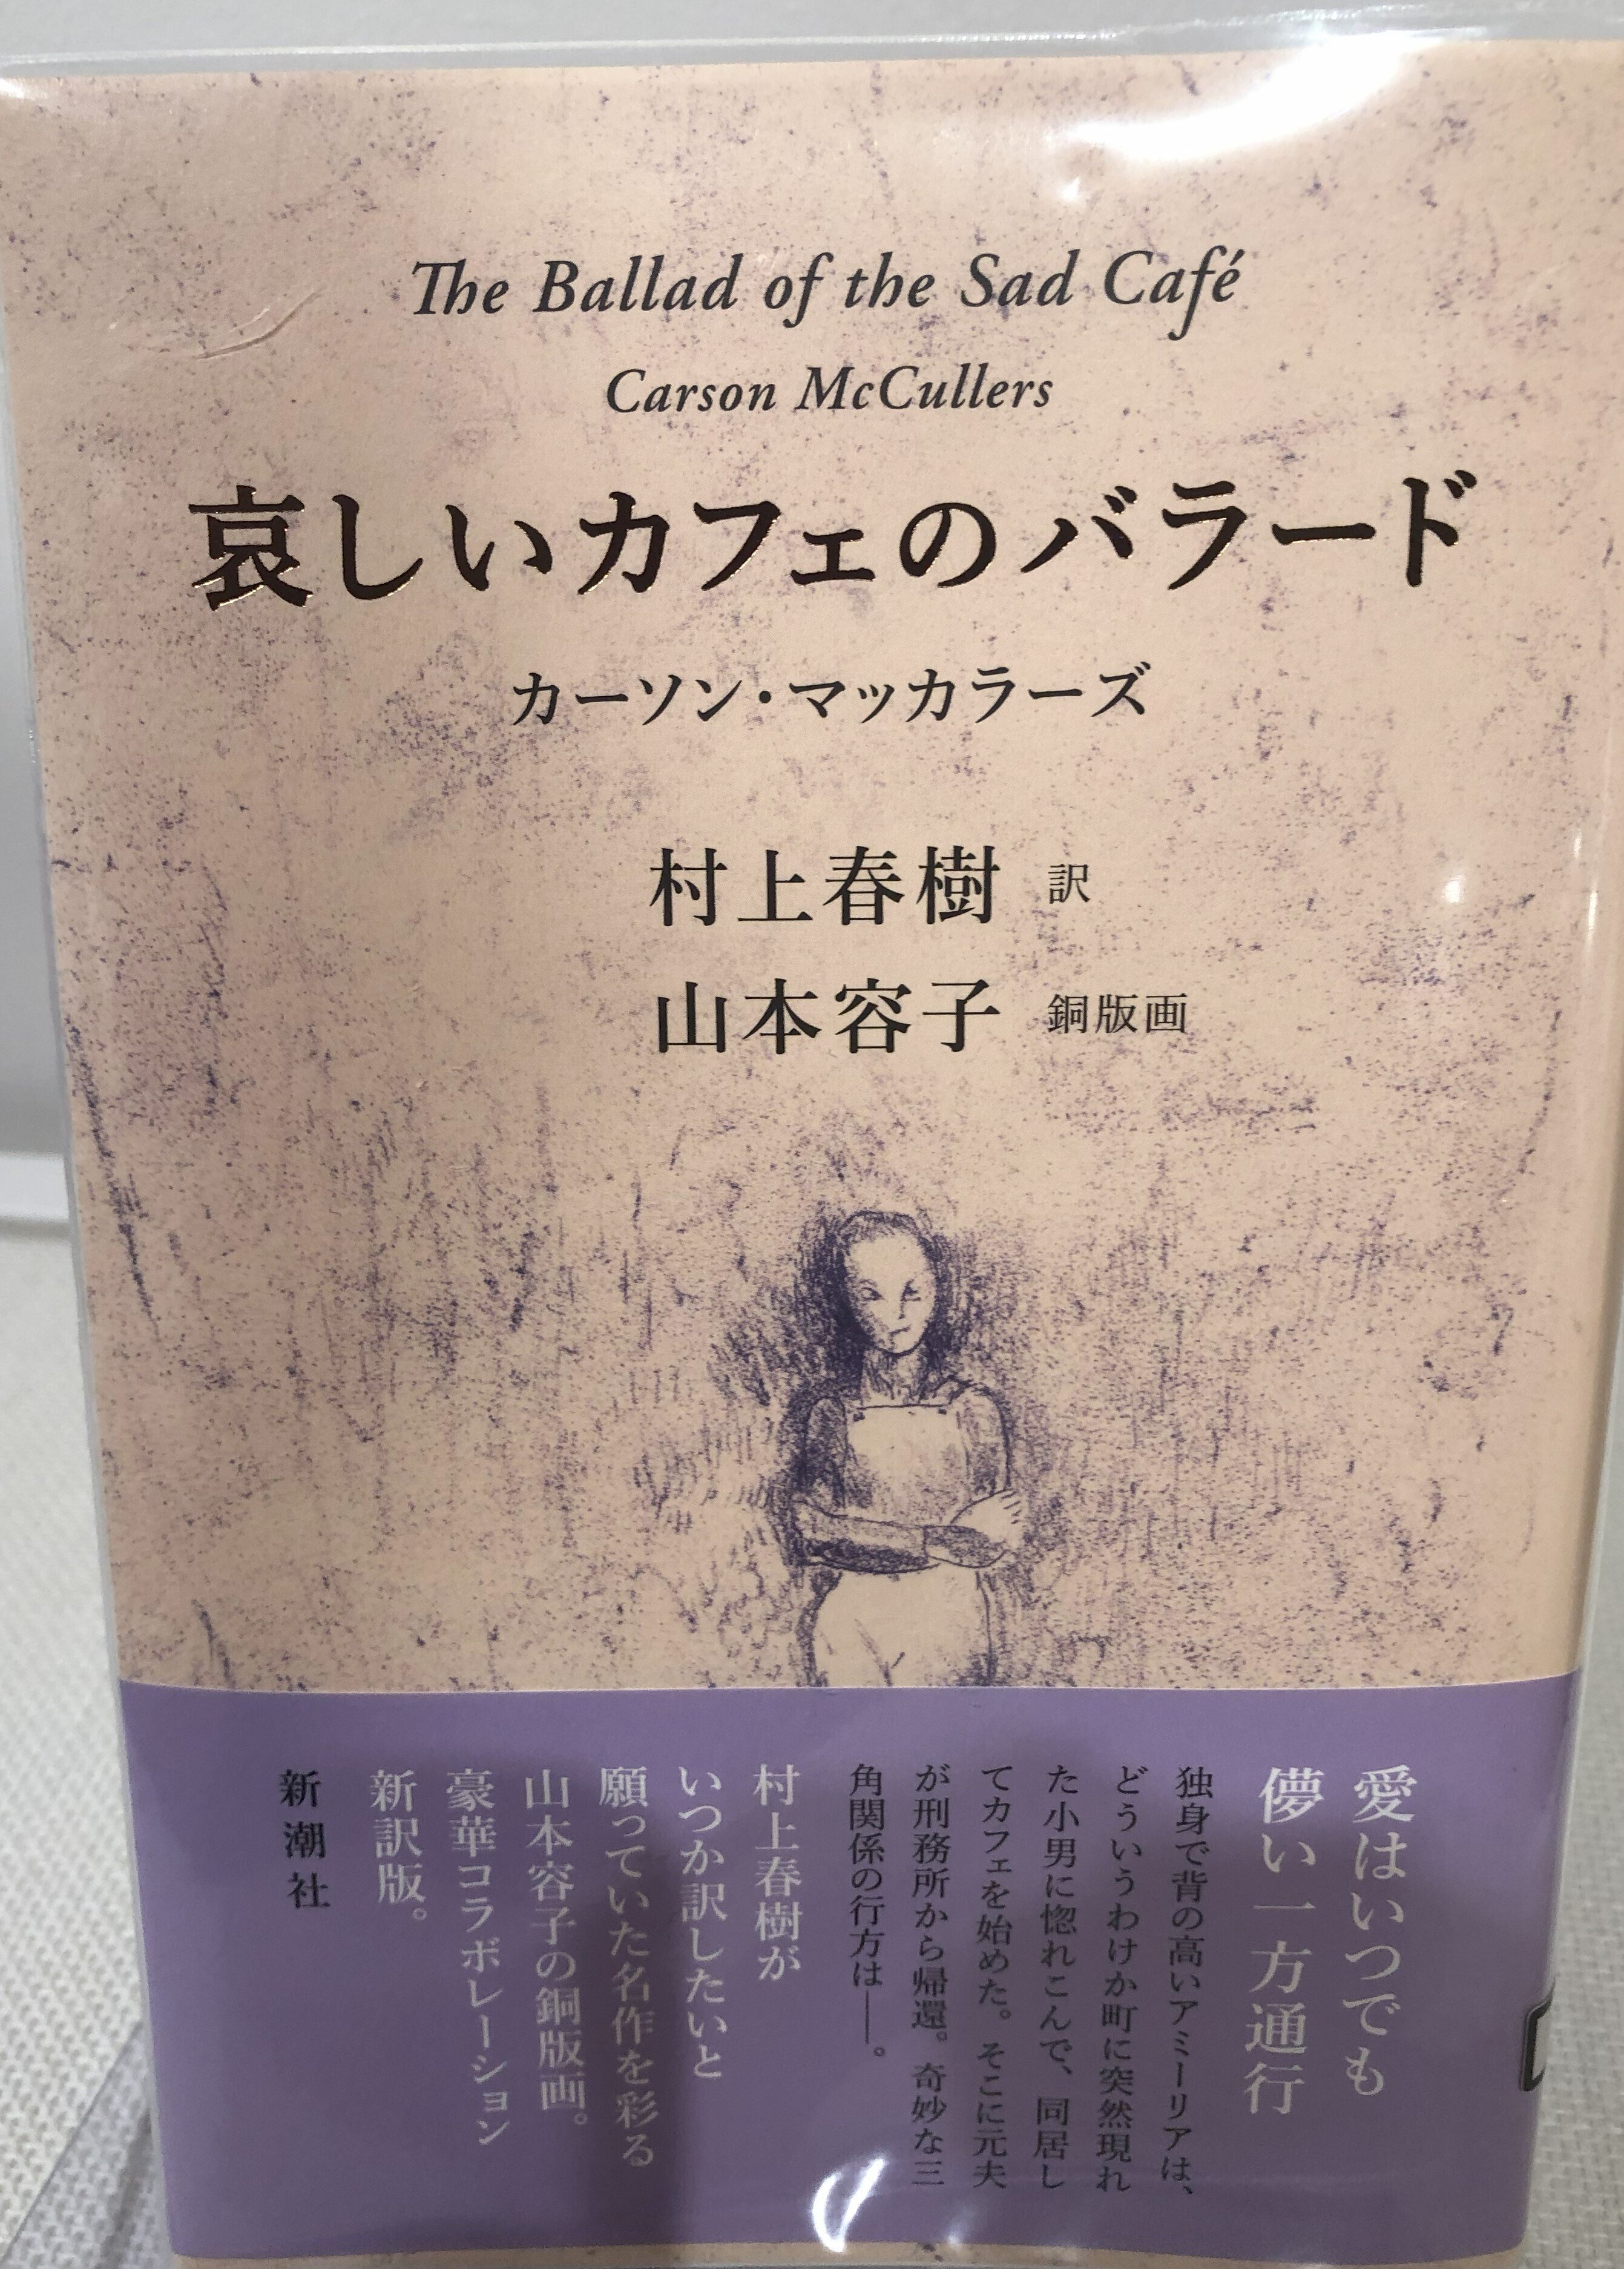 The Ballad of the Sad Café
Carson McCullers
哀しいカフェのバラード
カーソン・マッカラーズ
村上春樹 訳
山本容子 銅版画
愛はいつでも
儚い一方通行
独身で背の高いアミーリアは、
どういうわけか町に突然現れ
た小男に惚れこんで、同居し
てカフェを始めた。そこに元夫
が刑務所から帰還。奇妙な三
角関係の行方は——。
村上春樹が
いつか訳したいと
願っていた名作を彩る
山本容子の銅版画。
豪華コラボレーション
新訳版。
新潮社